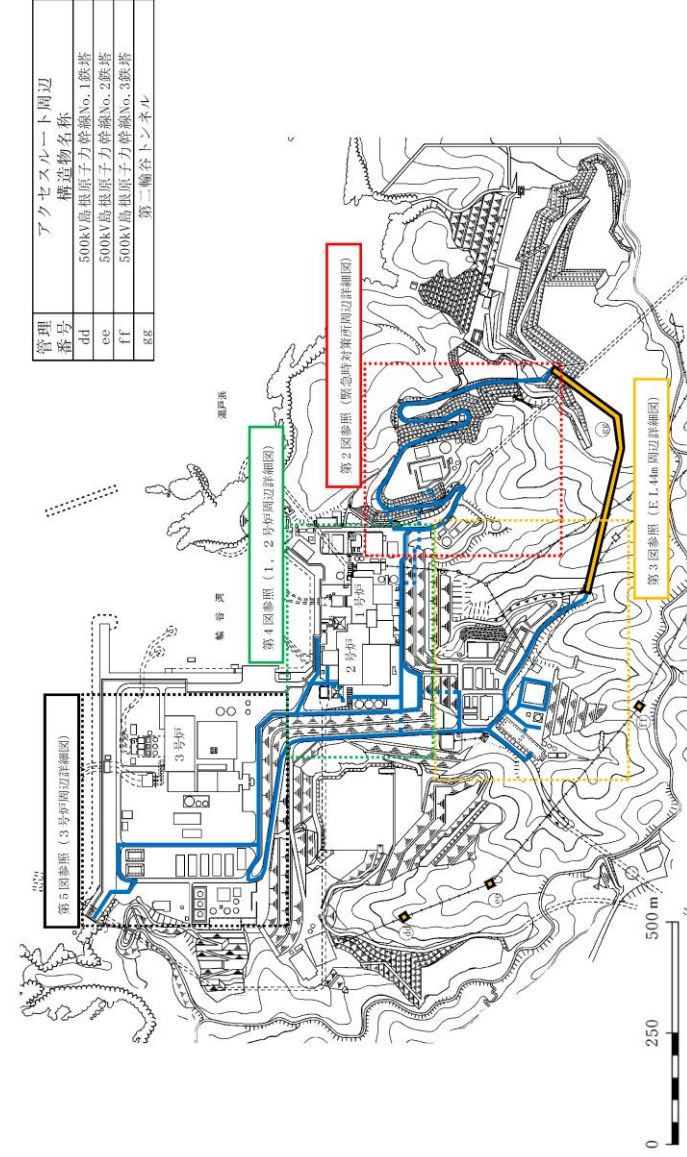 管理番号
アクセスルート周辺構造物名称
dd 500kV島根原子力幹線No.1鉄塔
ee 500kV島根原子力幹線No.2鉄塔
ff 500kV島根原子力幹線No.3鉄塔
gg 第二輪谷トンネル
第5図参照（3号炉周辺詳細図）
第4図参照（1，2号炉周辺詳細図）
第2図参照（緊急時対策所周辺詳細図）
第3図参照（EL44m周辺詳細図）
輪谷湾
3号炉
2号炉
1号炉
dd
ee
ff
gg
0 250 500m